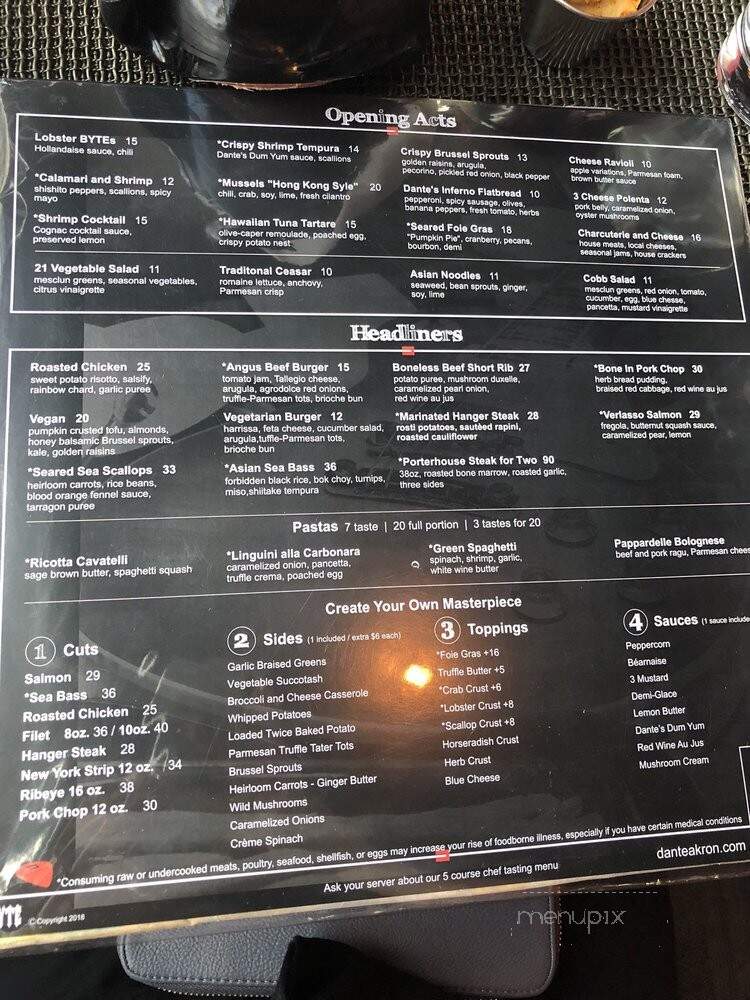 Opening Acts
Lobster BYTEs 15
Hollandaise sauce, chili
*Calamari and Shrimp 12
shishito peppers, scallions, spicy
mayo
*Shrimp Cocktail 15
Cognac cocktail sauce,
preserved lemon
*Crispy Shrimp Tempura 14
Dante's Dum Yum sauce, scallions
*Mussels "Hong Kong Syle" 20
chili, crab, soy, lime, fresh cilantro
*Hawaiian Tuna Tartare 15
olive-caper remoulade, poached egg,
crispy potato nest
Crispy Brussel Sprouts 13
golden raisins, arugula,
pecorino, pickled red onion, black pepper
Dante's Inferno Flatbread 10
pepperoni, spicy sausage, olives,
banana peppers, fresh tomato, herbs
*Seared Foie Gras 18
"Pumpkin Pie", cranberry, pecans,
bourbon, demi
Cheese Ravioli 10
apple variations, Parmesan foam,
brown butter sauce
3 Cheese Polenta 12
pork belly, caramelized onion,
oyster mushrooms
Charcuterie and Cheese 16
house meats, local cheeses,
seasonal jams, house crackers
21 Vegetable Salad 11
mesclun greens, seasonal vegetables,
citrus vinaigrette
Traditonal Ceasar 10
romaine lettuce, anchovy,
Parmesan crisp
Asian Noodles 11
seaweed, bean sprouts, ginger,
soy, lime
Cobb Salad 11
mesclun greens, red onion, tomato,
cucumber, egg, blue chesse,
pancetta, mustard vinaigrette
Headliners
Roasted Chicken 25
sweet potato risotto, salsify,
rainbow chard, garlic puree
Vegan 20
pumpkin crusted tofu, almonds,
honey balsamic Brussel sprouts,
kale, golden raisins
*Seared Sea Scallops 33
heirloom carrots, rice beans,
blood orange fennel sauce,
tarragon puree
*Angus Beef Burger 15
tomato jam, Tallegio cheese,
arugula, agrodolce red onions,
truffle-Parmesan tots, brioche bun
Vegetarian Burger 12
harrissa, feta cheese, cucumber salad,
arugula,tuffle-Parmesan tots,
brioche bun
*Asian Sea Bass 36
forbidden black rice, bok choy, turnips,
miso,shiitake tempura
Boneless Beef Short Rib 27
potato puree, mushroom duxelle,
caramelized pearl onion,
red wine au jus
*Marinated Hanger Steak 28
rosti potatoes, sautèed rapini,
roasted cauliflower
*Porterhouse Steak for Two 90
38oz, roasted bone marrow, roasted garlic,
three sides
*Bone In Pork Chop 30
herb bread pudding,
braised red cabbage, red wine au jus
*Verlasso Salmon 29
fregola, butternut squash sauce,
caramelized pear, lemon
Pastas 7 taste | 20 full portion | 3 tastes for 20
*Ricotta Cavatelli
sage brown butter, spaghetti squash
*Linguini alla Carbonara
caramelized onion, pancetta,
truffle crema, poached egg
*Green Spaghetti
spinach, shrimp, garlic,
white wine butter
Pappardelle Bolognese
beef and pork ragu, Parmesan chees
Create Your Own Masterpiece
1 Cuts
Salmon 29
*Sea Bass 36
Roasted Chicken 25
Filet 8oz. 36 / 10oz. 40
Hanger Steak 28
New York Strip 12 oz. 34
Ribeye 16 oz. 38
Pork Chop 12 oz. 30
2 Sides (1 included / extra $6 each)
Garlic Braised Greens
Vegetable Succotash
Broccoli and Cheese Casserole
Whipped Potatoes
Loaded Twice Baked Potato
Parmesan Truffle Tater Tots
Brussel Sprouts
Heirloom Carrots - Ginger Butter
Wild Mushrooms
Caramelized Onions
Crème Spinach
3 Toppings
*Foie Gras +16
Truffle Butter +5
*Crab Crust +6
*Lobster Crust +8
*Scallop Crust +8
Horseradish Crust
Herb Crust
Blue Cheese
4 Sauces (1 sauce include
Peppercorn
Béarnaise
3 Mustard
Demi-Glace
Lemon Butter
Dante's Dum Yum
Red Wine Au Jus
Mushroom Cream
*Consuming raw or undercooked meats, poultry, seafood, shellfish, or eggs may increase your rise of foodborne illness, especially if you have certain medical conditions
Ask your server about our 5 course chef tasting menu
danteakron.com
©Copyright 2018
menupix